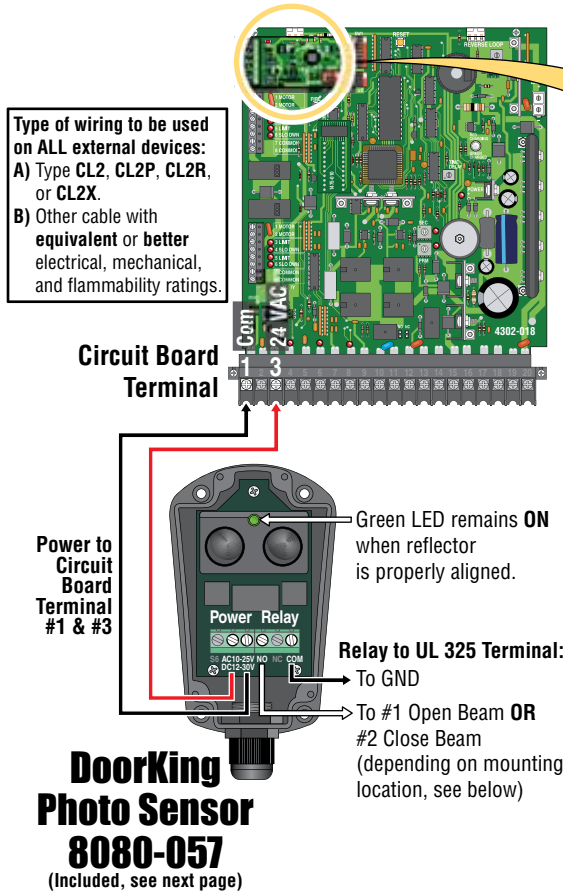 RESET
REVERSE LOOP
Type of wiring to be used
on ALL external devices:
A) Type CL2, CL2P, CL2R,
or CL2X.
B) Other cable with
equivalent or better
electrical, mechanical,
and flammability ratings.
POWER
4302-018
Com
24 VAC
Circuit Board
Terminal
1 3
Power to
Circuit
Board
Terminal
#1 & #3
Green LED remains ON
when reflector
is properly aligned.
Power Relay
S6 AC10-25V NO NC COM
DC12-30V
Relay to UL 325 Terminal:
To GND
To #1 Open Beam OR
#2 Close Beam
(depending on mounting
location, see below)
DoorKing
Photo Sensor
8080-057
(Included, see next page)